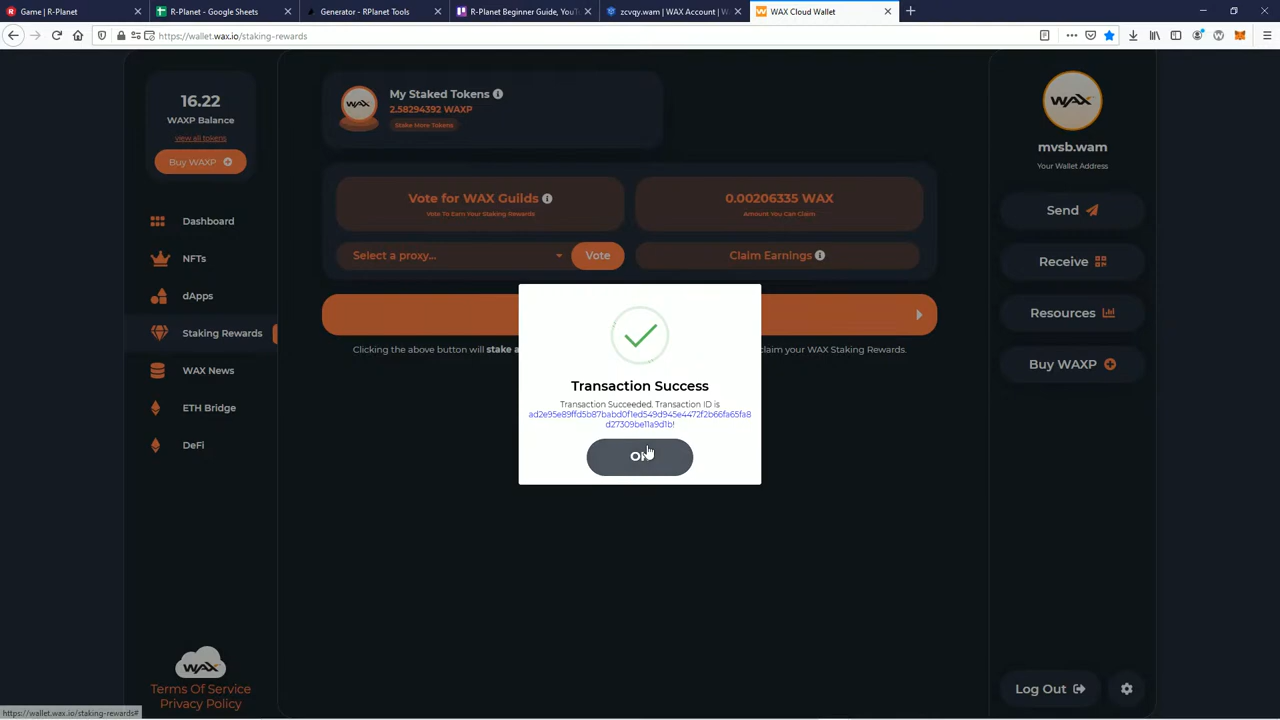 Game | R-Planet
R-Planet - Google Sheets
Generator - RPlanet Tools
R-Planet Beginner Guide, YouT
zcvqy.wam | WAX Account | W
WAX Cloud Wallet
https://wallet.wax.io/staking-rewards
16.22
WAXP Balance
view all tokens
Buy WAXP
Dashboard
NFTs
dApps
Staking Rewards
WAX News
ETH Bridge
DeFi
WAX
Terms Of Service
Privacy Policy
WAX
My Staked Tokens
2.58294392 WAXP
Stake More Tokens
Vote for WAX Guilds
Vote To Earn Your Staking Rewards
0.00206335 WAX
Amount You Can Claim
Select a proxy...
Vote
Claim Earnings
Clicking the above button will stake a
laim your WAX Staking Rewards.
Transaction Success
Transaction Succeeded. Transaction ID is
ad2e95e89ffd5b87babd0f1ed549d945e4472f2b66fa65fa8
d27309be11a9d1b!
WAX
mvsb.wam
Your Wallet Address
Send
Receive
Resources
Buy WAXP
Log Out
https://wallet.wax.io/staking-rewards#